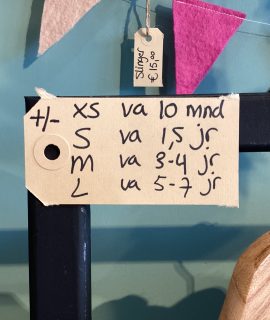 Slinger
€ 15,00
+/- XS va 10 mnd
S va 1,5 jr.
M va 3-4 jr.
L va 5-7 jr